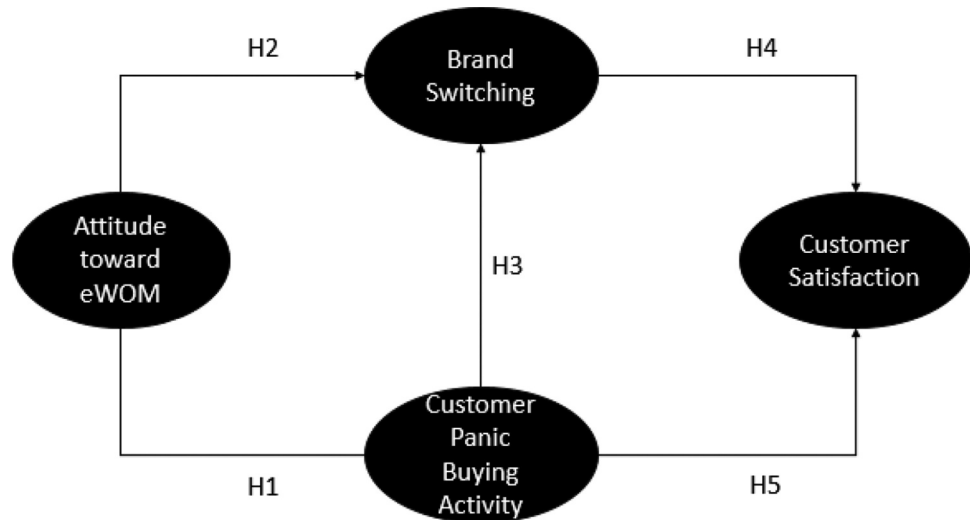 H2
Brand
Switching
H4
Attitude
toward
eWOM
H3
Customer
Satisfaction
Customer
Panic
Buying
Activity
H1
H5